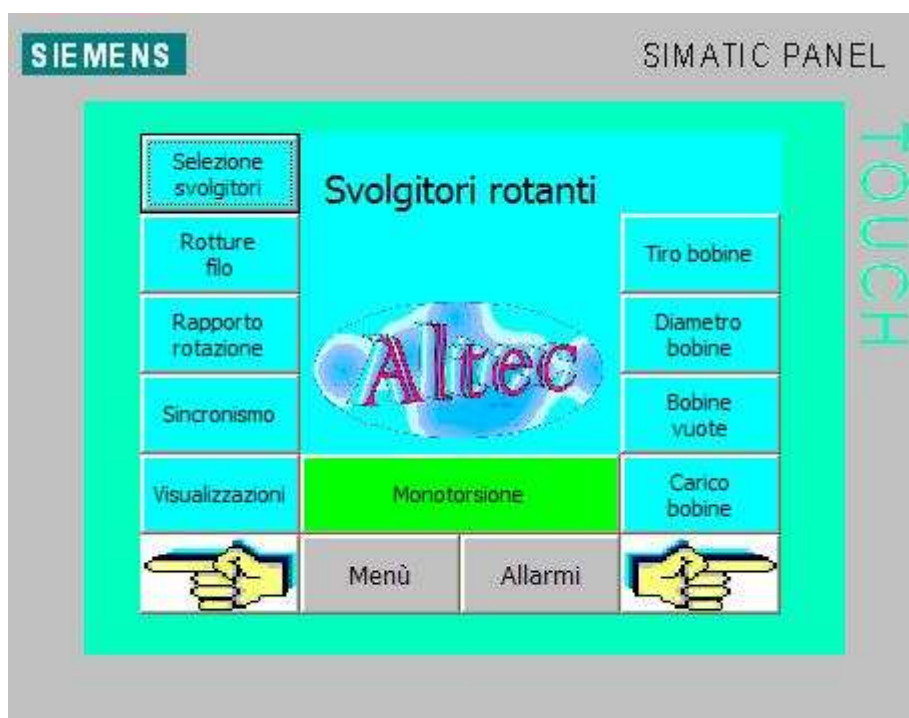 SIEMENS
SIMATIC PANEL
TOUCH
Selezione
svolgitori
Svolgitori rotanti
Rotture
filo
Tiro bobine
Rapporto
rotazione
Altec
Diametro
bobine
Sincronismo
Bobine
vuote
Visualizzazioni
Monotorsione
Carico
bobine
Menù
Allarmi